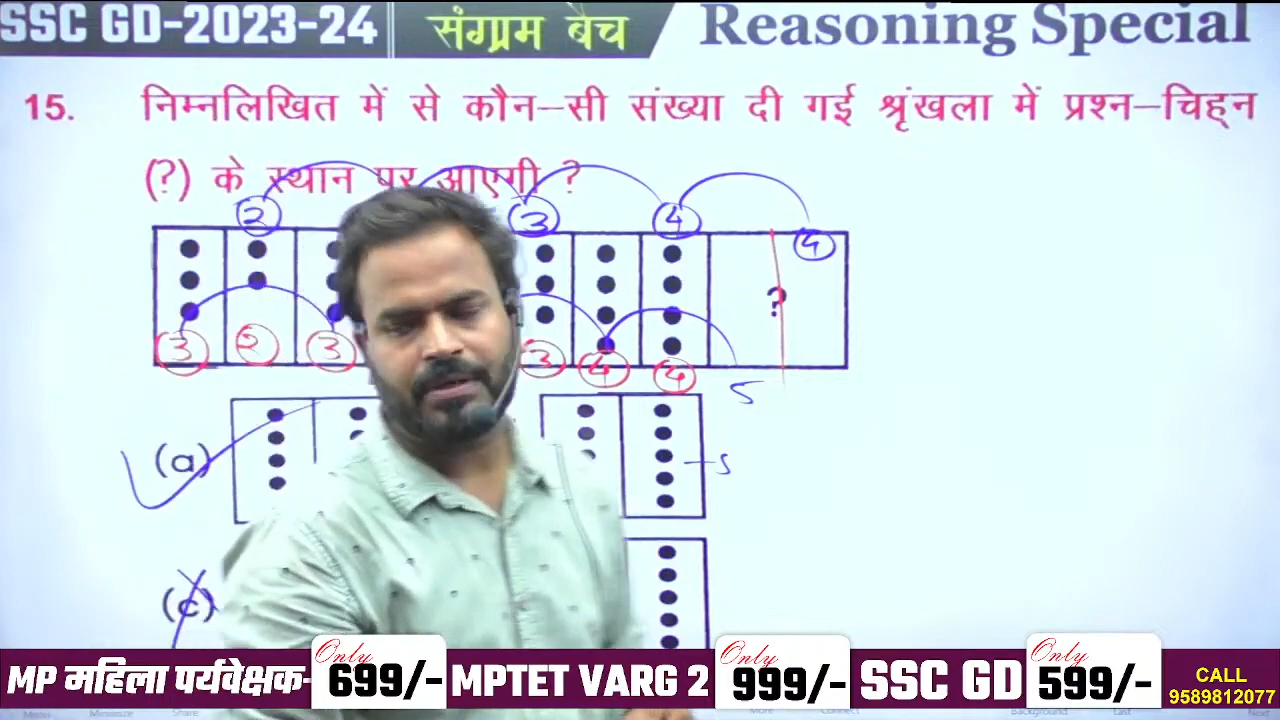 SSC GD-2023-24 संग्राम बैच Reasoning Special
15. निम्नलिखित में से कौन-सी संख्या दी गई श्रृंखला में प्रश्न-चिह्न
(?) के स्थान पर आएगी ?
2 3 4 4
?
3 2 3 3 4 4
5
(a) 5
(c)
MP महिला पर्यवेक्षक- Only 699/- MPTET VARG 2 Only 999/- SSC GD Only 599/- CALL
9589812077